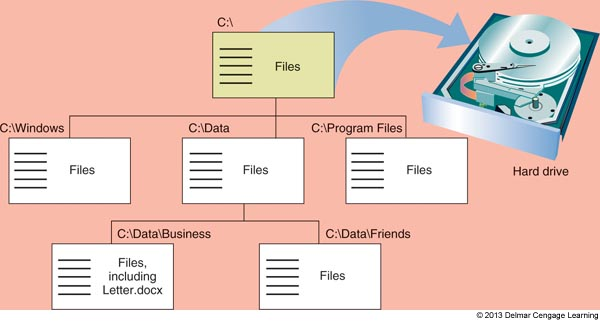 C:\
Files
C:\Windows
C:\Data
C:\Program Files
Files
Files
Files
Hard drive
C:\Data\Business
C:\Data\Friends
Files,
including
Letter.docx
Files
© 2013 Delmar Cengage Learning